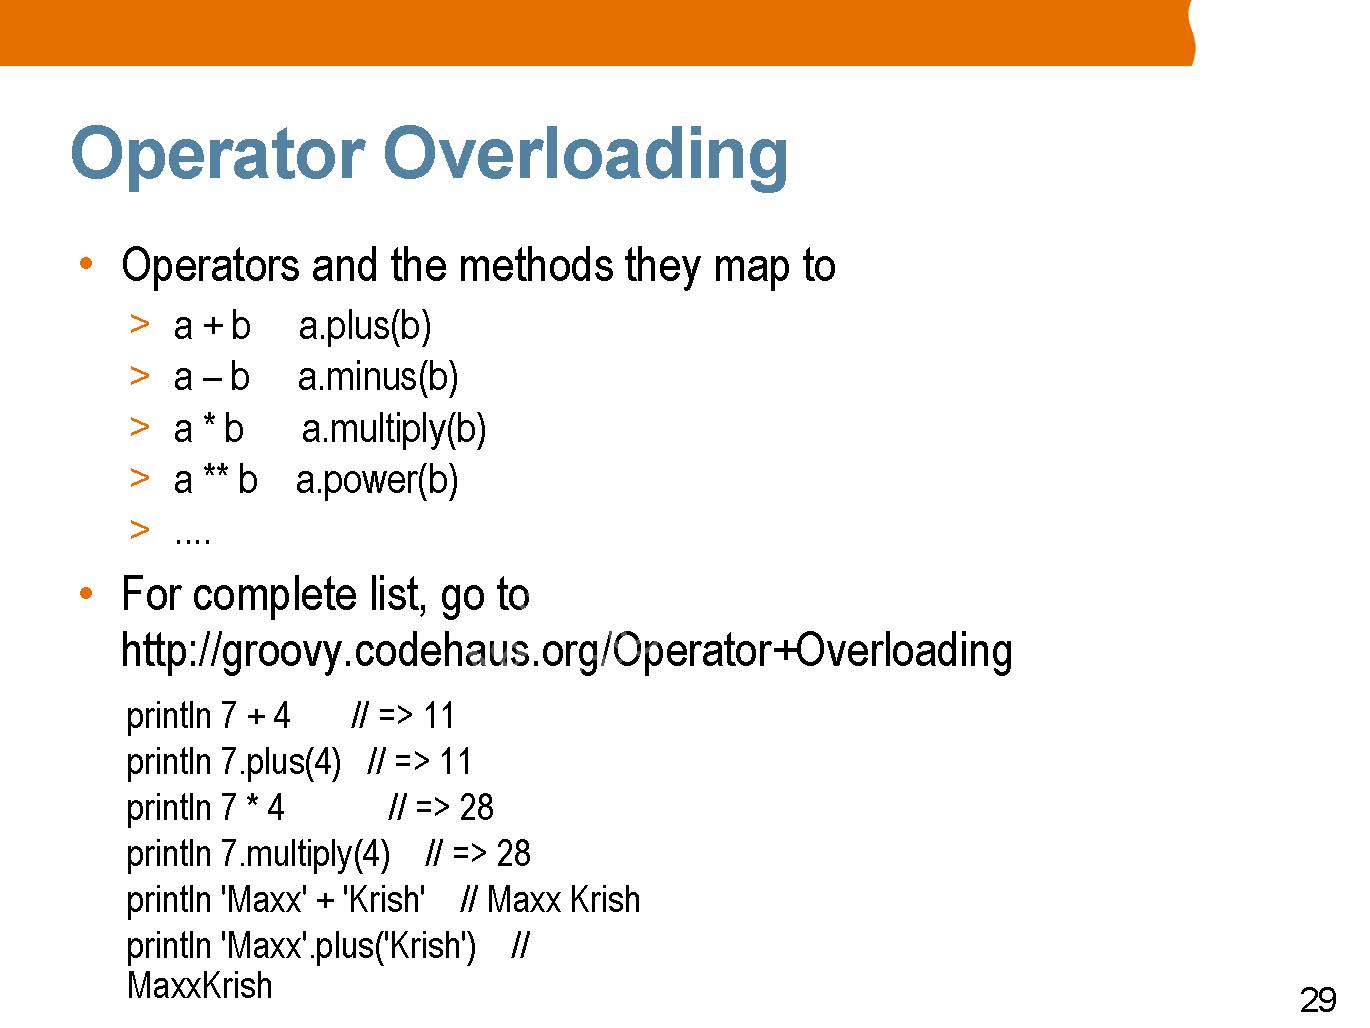 Operator Overloading
• Operators and the methods they map to
> a + b a.plus(b)
> a – b a.minus(b)
> a * b a.multiply(b)
> a ** b a.power(b)
> ....
• For complete list, go to
http://groovy.codehaus.org/Operator+Overloading
println 7 + 4 // => 11
println 7.plus(4) // => 11
println 7 * 4 // => 28
println 7.multiply(4) // => 28
println 'Maxx' + 'Krish' // Maxx Krish
println 'Maxx'.plus('Krish') //
MaxxKrish
29